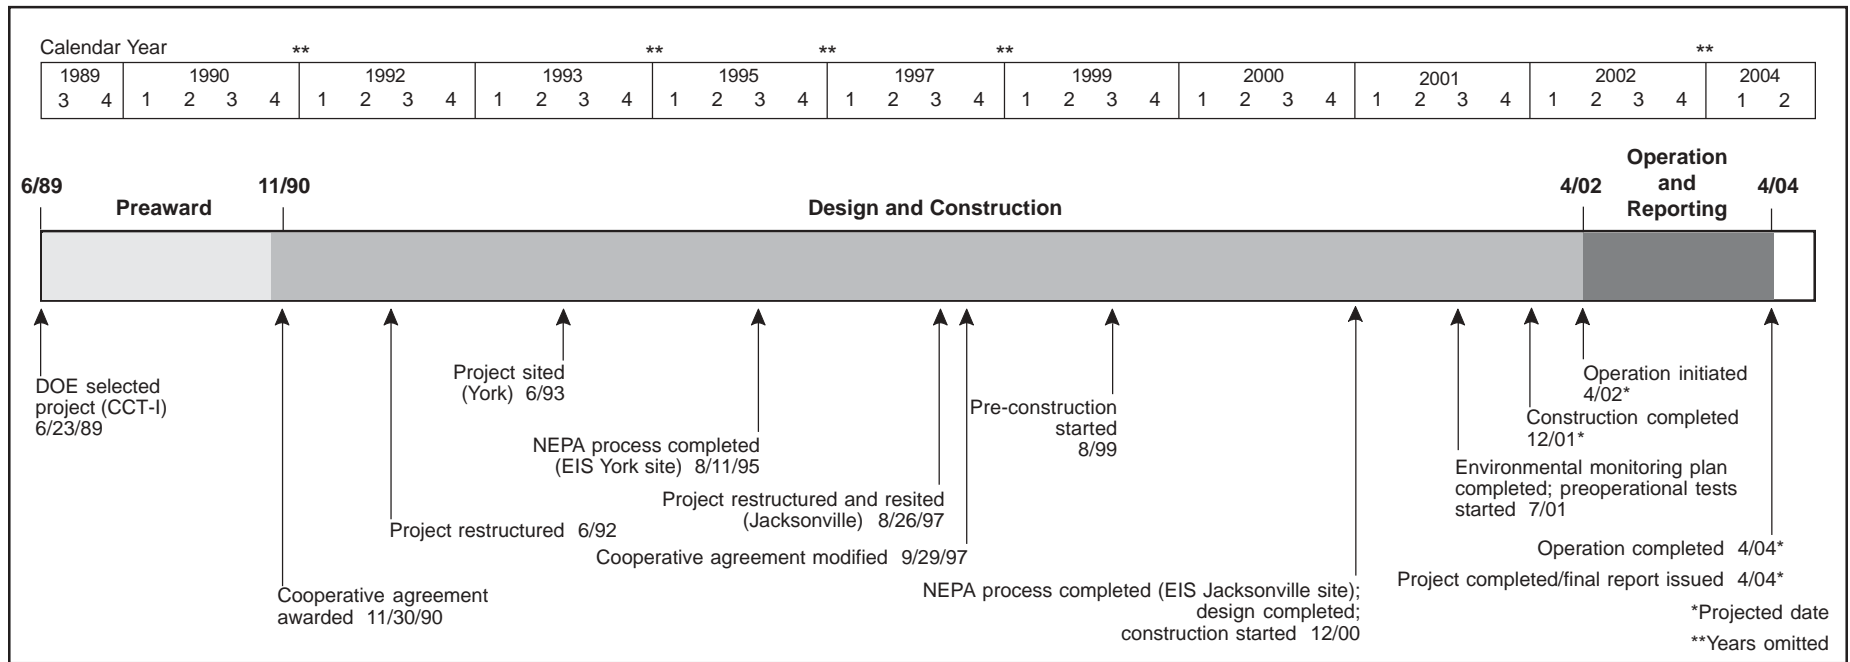 Calendar Year
** ** ** ** **
1989 1990 1992 1993 1995 1997 1999 2000 2001 2002 2004
3 4 1 2 3 4 1 2 3 4 1 2 3 4 1 2 3 4 1 2 3 4 1 2 3 4 1 2 3 4 1 2 3 4 1 2 3 4 1 2
6/89
Preaward
11/90
Design and Construction
4/02
Operation
and
Reporting
4/04
DOE selected
project (CCT-I)
6/23/89
Cooperative agreement
awarded 11/30/90
Project restructured 6/92
Project sited
(York) 6/93
NEPA process completed
(EIS York site) 8/11/95
Project restructured and resited
(Jacksonville) 8/26/97
Cooperative agreement modified 9/29/97
Pre-construction
started
8/99
NEPA process completed (EIS Jacksonville site);
design completed;
construction started 12/00
Environmental monitoring plan
completed; preoperational tests
started 7/01
Construction completed
12/01*
Operation initiated
4/02*
Operation completed 4/04*
Project completed/final report issued 4/04*
*Projected date
**Years omitted